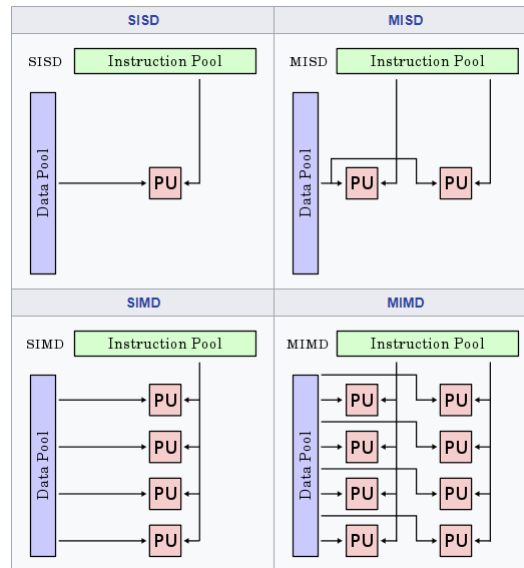 SISD
MISD
SISD
Instruction Pool
Data Pool
PU
MISD
Instruction Pool
Data Pool
PU
PU
SIMD
MIMD
SIMD
Instruction Pool
Data Pool
PU
PU
PU
PU
MIMD
Instruction Pool
Data Pool
PU
PU
PU
PU
PU
PU
PU
PU